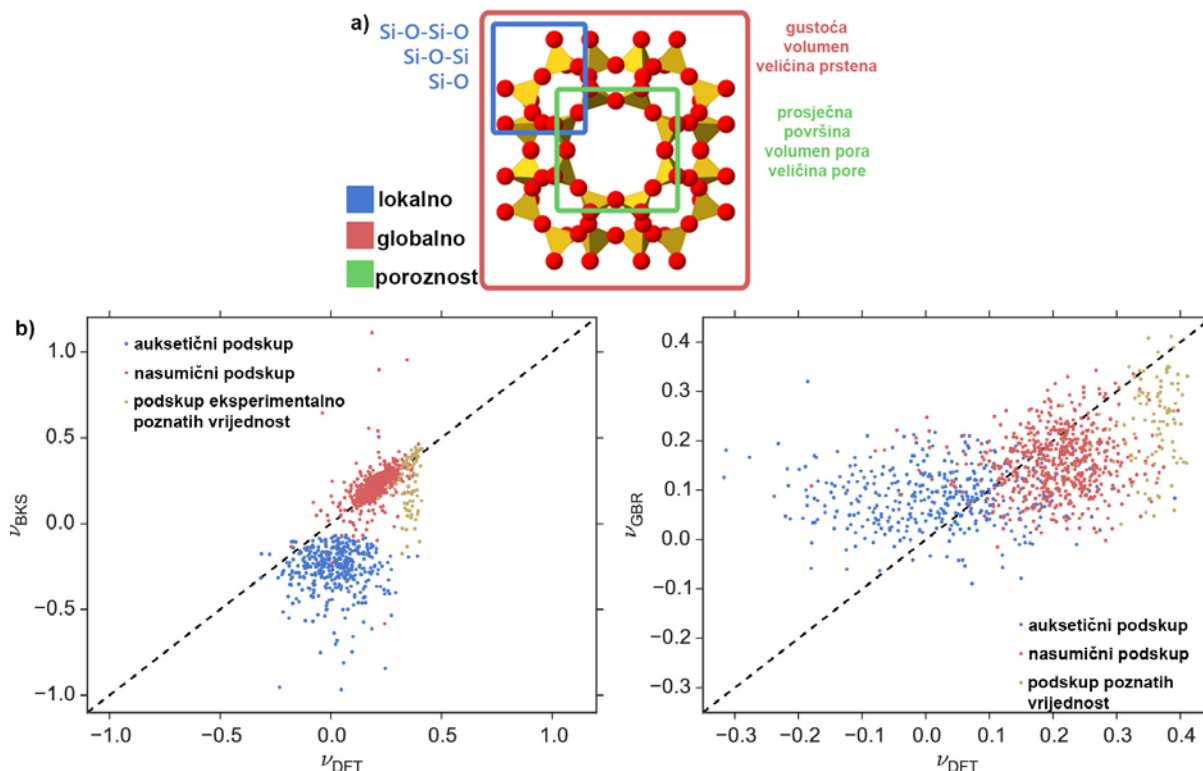 a)
Si-O-Si-O
Si-O-Si
Si-O
gustoća
volumen
veličina prstena
prosječna
površina
volumen pora
veličina pore
lokalno
globalno
poroznost
b)
auksetični podskup
nasumični podskup
podskup eksperimentalno
poznatih vrijednost
1.0
0.5
0.0
−0.5
−1.0
νBKS
−1.0 −0.5 0.0 0.5 1.0
νDFT
0.4
0.3
0.2
0.1
0.0
−0.1
−0.2
−0.3
νGBR
auksetični podskup
nasumični podskup
podskup poznatih
vrijednost
−0.3 −0.2 −0.1 0.0 0.1 0.2 0.3 0.4
νDFT